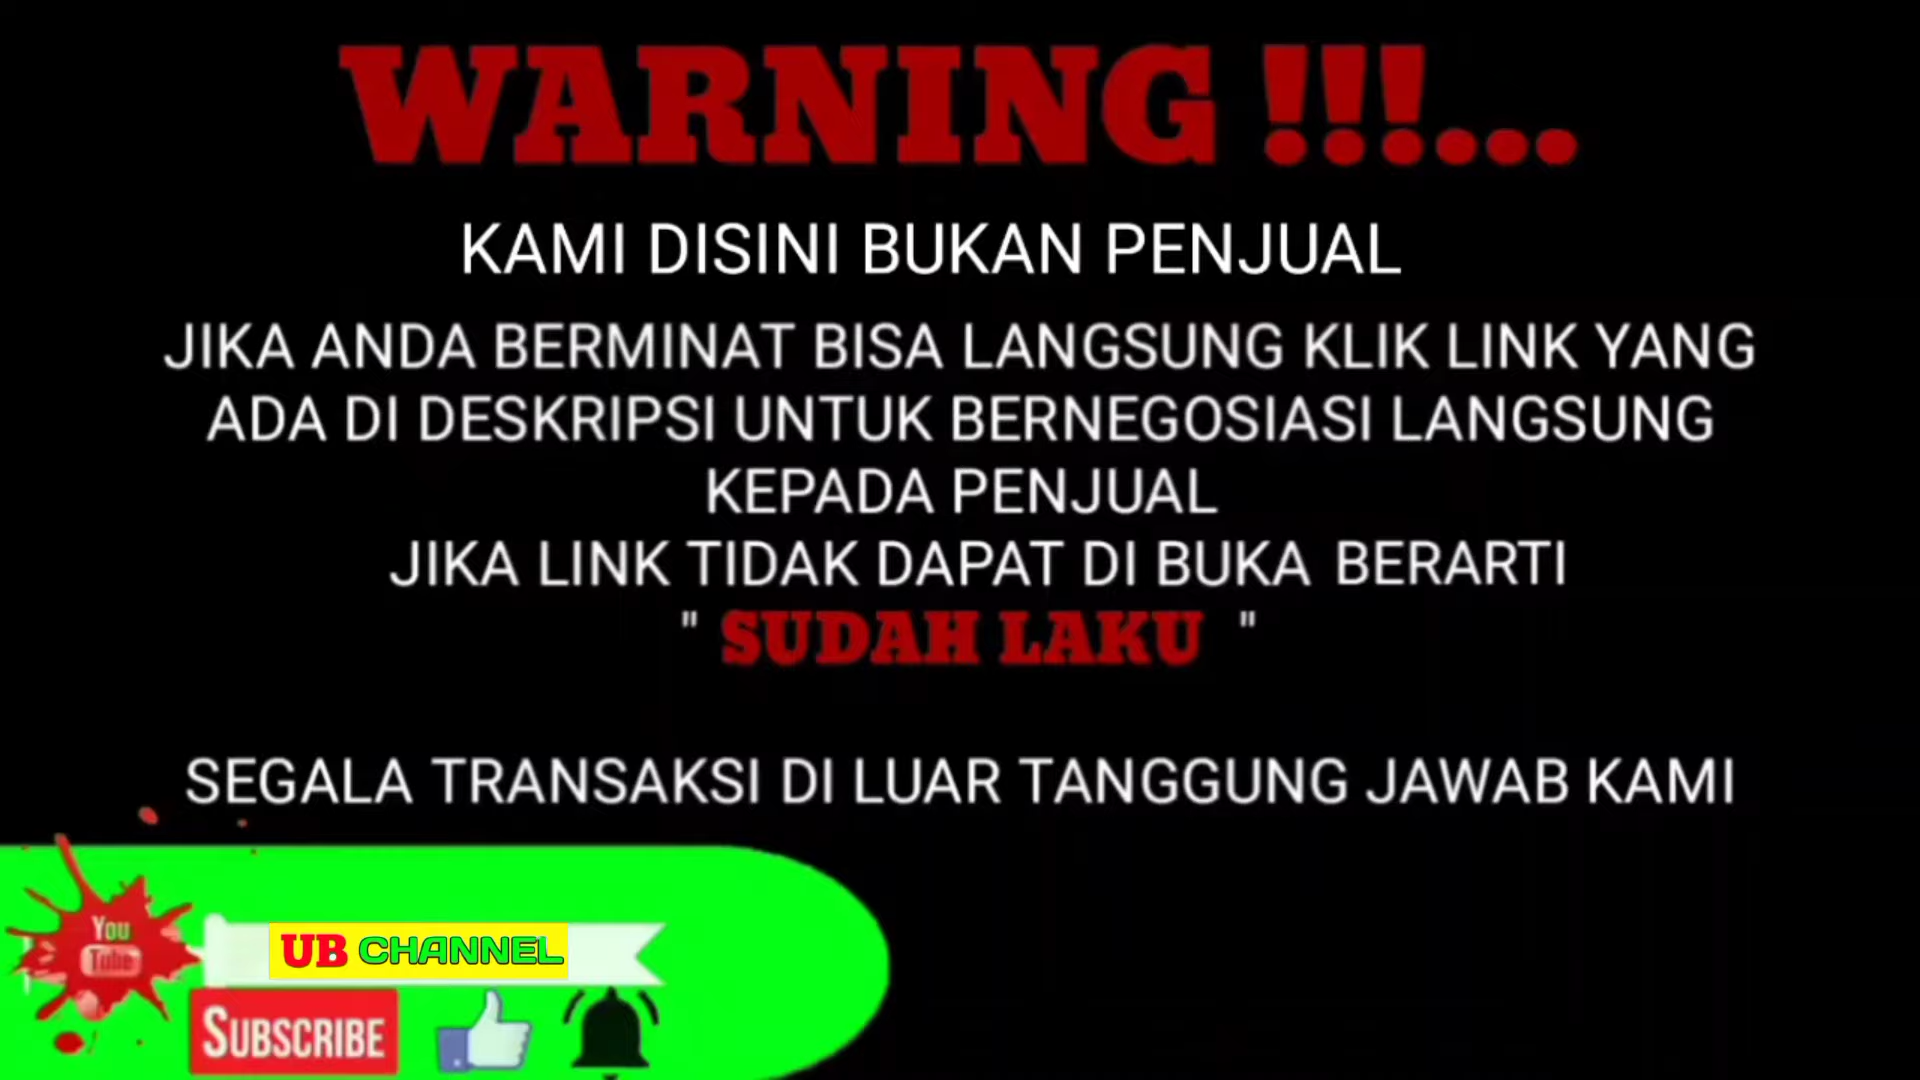 WARNING !!!...
KAMI DISINI BUKAN PENJUAL
JIKA ANDA BERMINAT BISA LANGSUNG KLIK LINK YANG
ADA DI DESKRIPSI UNTUK BERNEGOSIASI LANGSUNG
KEPADA PENJUAL
JIKA LINK TIDAK DAPAT DI BUKA BERARTI
" SUDAH LAKU "
SEGALA TRANSAKSI DI LUAR TANGGUNG JAWAB KAMI
You
Tube
UB CHANNEL
SUBSCRIBE